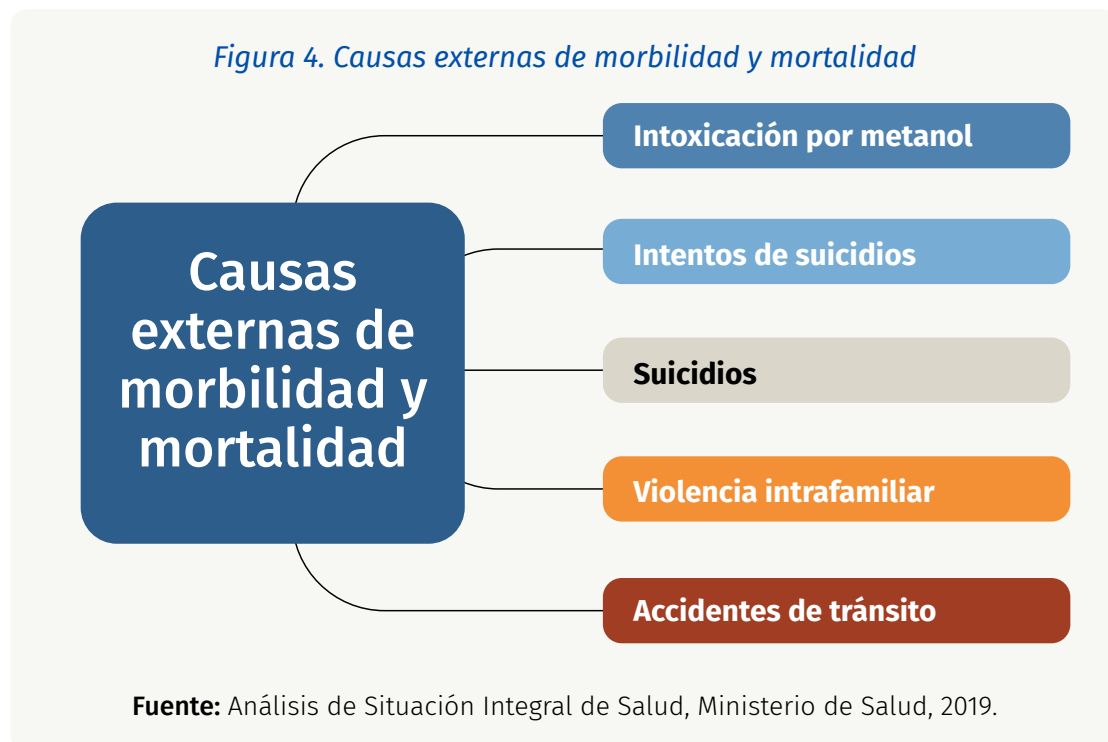 Figura 4. Causas externas de morbilidad y mortalidad
Causas
externas de
morbilidad y
mortalidad
Intoxicación por metanol
Intentos de suicidios
Suicidios
Violencia intrafamiliar
Accidentes de tránsito
Fuente: Análisis de Situación Integral de Salud, Ministerio de Salud, 2019.